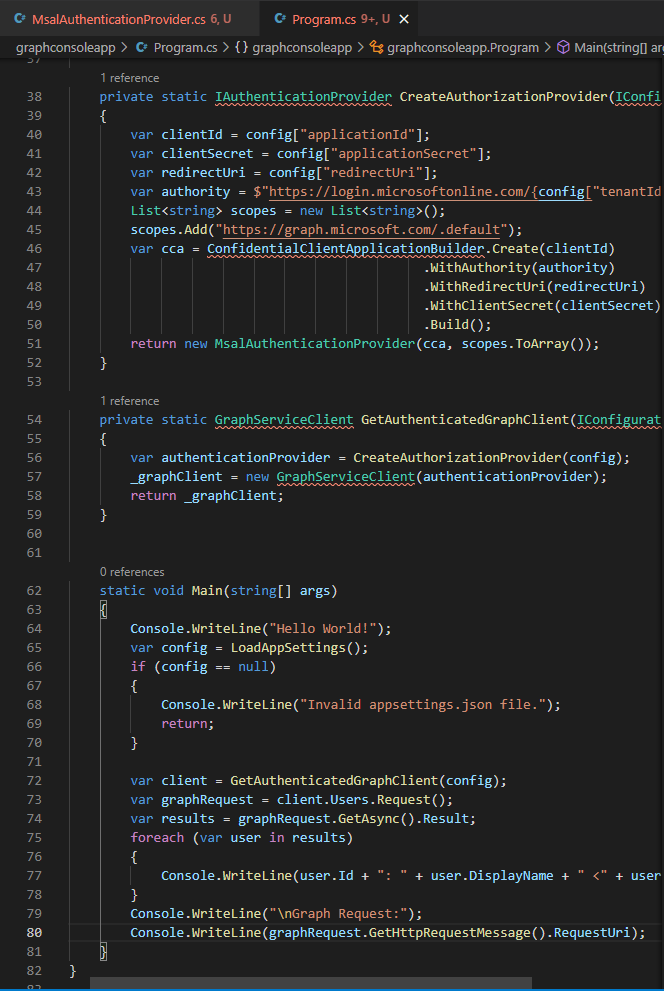 MsalAuthenticationProvider.cs 6, U
Program.cs 9+, U
graphconsoleapp > Program.cs > {} graphconsoleapp > graphconsoleapp.Program > Main(string[] ar
37
1 reference
38 private static IAuthenticationProvider CreateAuthorizationProvider(IConfi
39 {
40 var clientId = config["applicationId"];
41 var clientSecret = config["applicationSecret"];
42 var redirectUri = config["redirectUri"];
43 var authority = $"https://login.microsoftonline.com/{config["tenantId
44 List<string> scopes = new List<string>();
45 scopes.Add("https://graph.microsoft.com/.default");
46 var cca = ConfidentialClientApplicationBuilder.Create(clientId)
47 .WithAuthority(authority)
48 .WithRedirectUri(redirectUri)
49 .WithClientSecret(clientSecret)
50 .Build();
51 return new MsalAuthenticationProvider(cca, scopes.ToArray());
52 }
53
1 reference
54 private static GraphServiceClient GetAuthenticatedGraphClient(IConfigurat
55 {
56 var authenticationProvider = CreateAuthorizationProvider(config);
57 _graphClient = new GraphServiceClient(authenticationProvider);
58 return _graphClient;
59 }
60
61
0 references
62 static void Main(string[] args)
63 {
64 Console.WriteLine("Hello World!");
65 var config = LoadAppSettings();
66 if (config == null)
67 {
68 Console.WriteLine("Invalid appsettings.json file.");
69 return;
70 }
71
72 var client = GetAuthenticatedGraphClient(config);
73 var graphRequest = client.Users.Request();
74 var results = graphRequest.GetAsync().Result;
75 foreach (var user in results)
76 {
77 Console.WriteLine(user.Id + ": " + user.DisplayName + " <" + user
78 }
79 Console.WriteLine("\nGraph Request:");
80 Console.WriteLine(graphRequest.GetHttpRequestMessage().RequestUri);
81 }
82 }
83